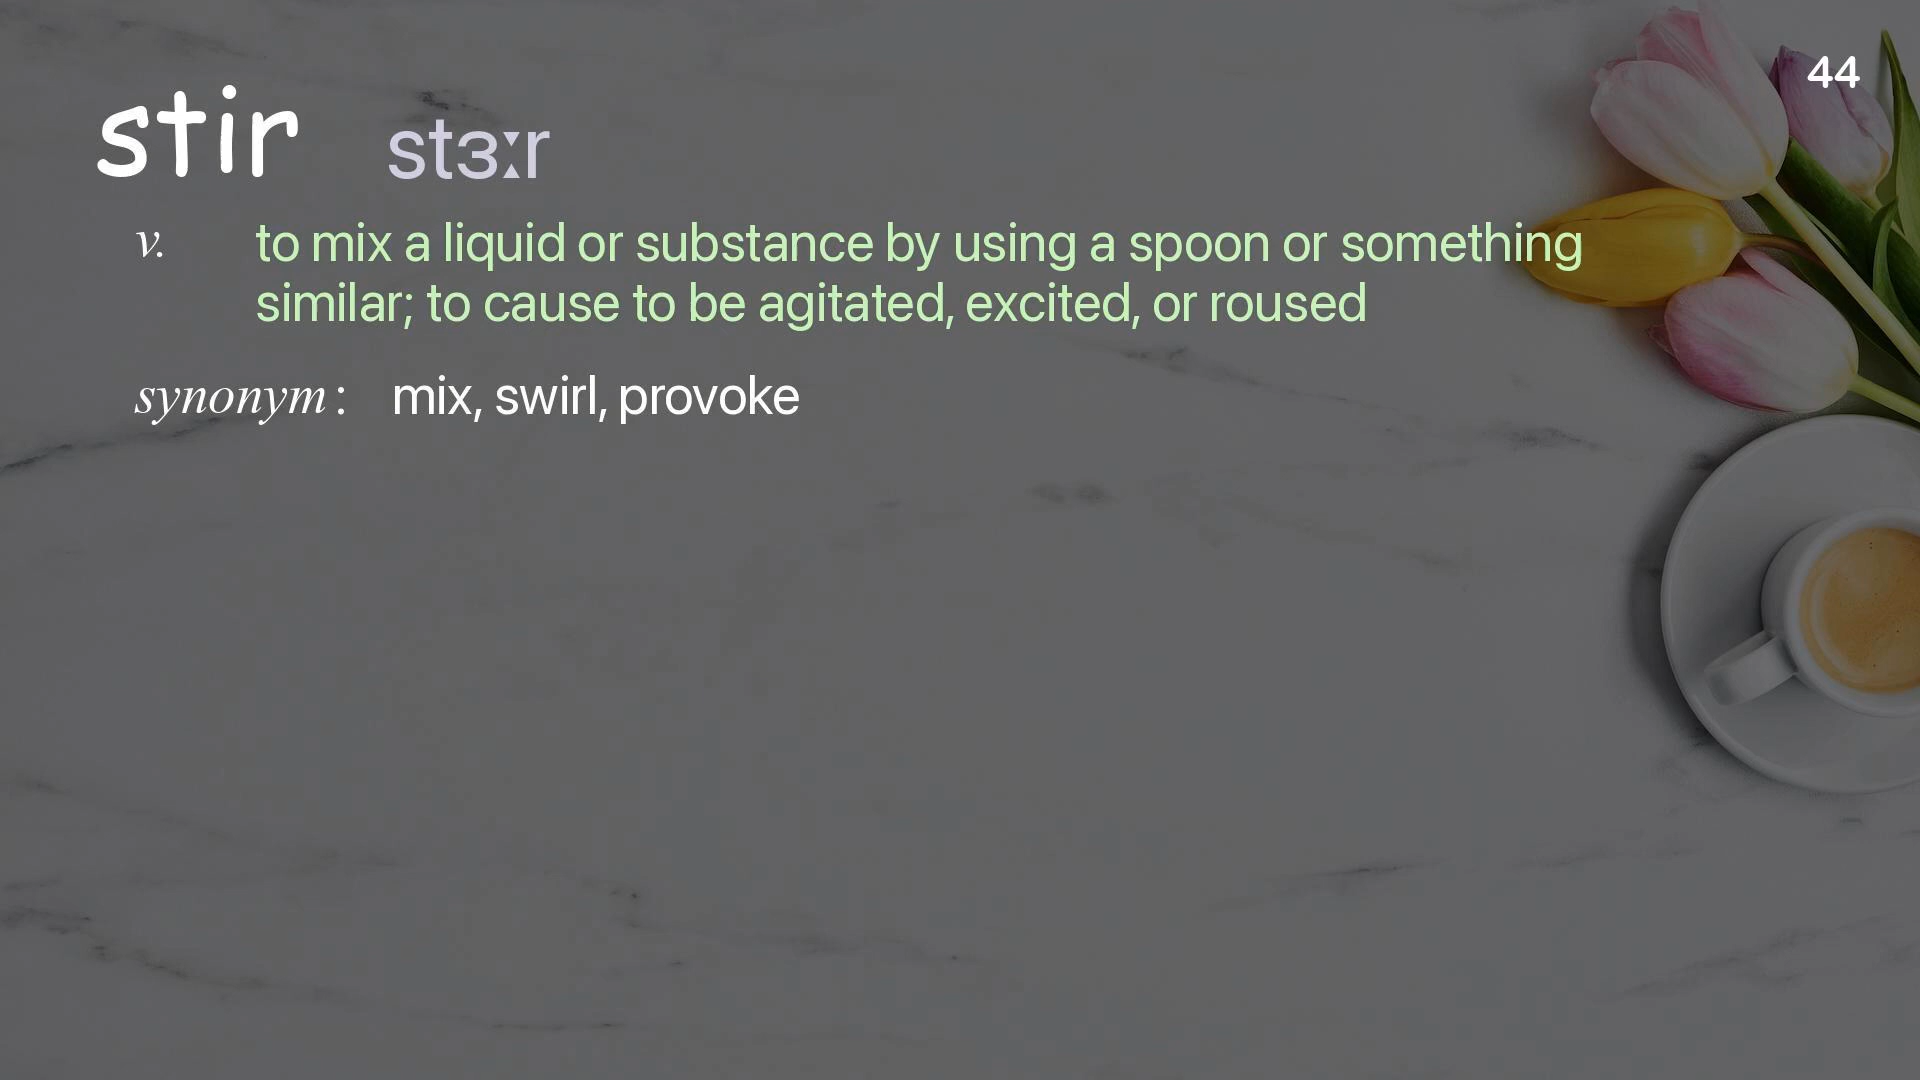 44
stir stɜːr
v. to mix a liquid or substance by using a spoon or something
similar; to cause to be agitated, excited, or roused
synonym : mix, swirl, provoke